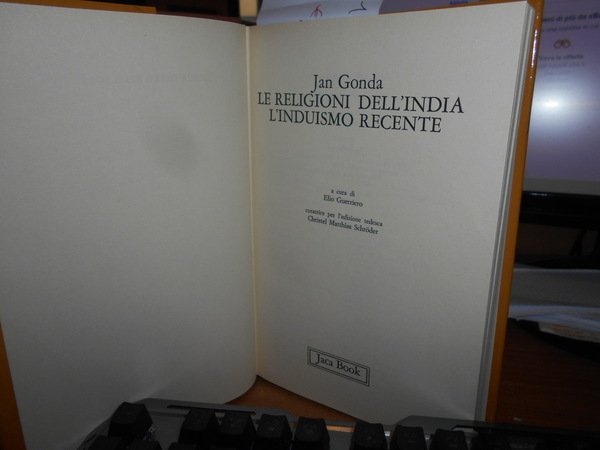 Jan Gonda
LE RELIGIONI DELL'INDIA
L'INDUISMO RECENTE
a cura di
Elio Guerriero
curatore per l'edizione tedesca
Christel Matthias Schröder
Jaca Book